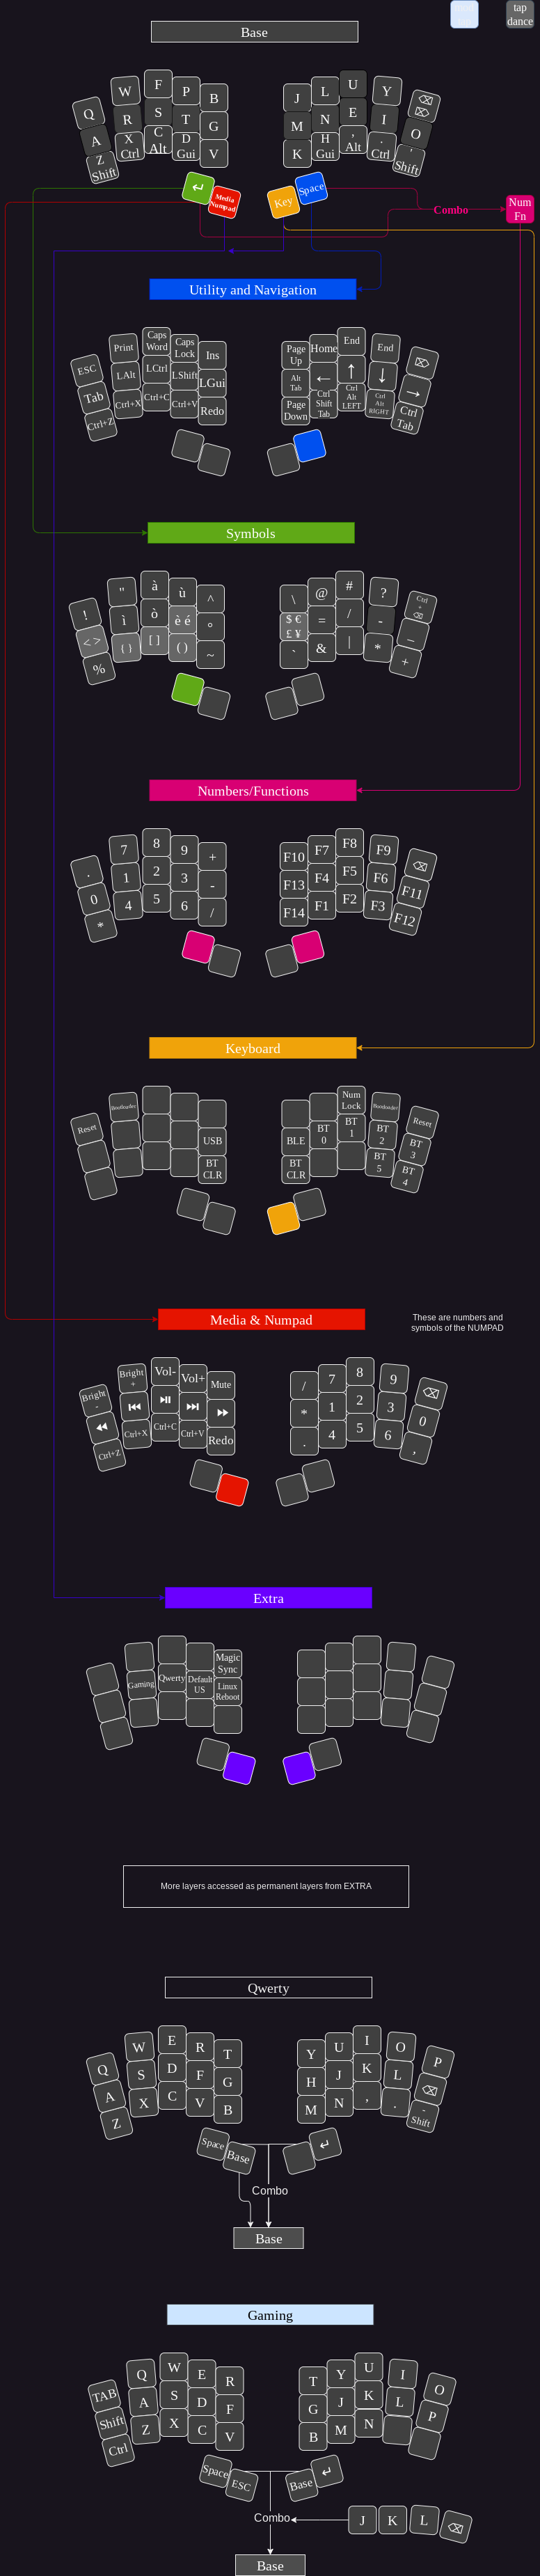 tap
dance
Base
Q W F P B J L U Y ⌫
⌦
A R S T G M N E I O
Z
Shift
X
Ctrl
C
Alt
D
Gui
V K
H
Gui
,
Alt
.
Ctrl
'
Shift
↵
Media
Numpad
Key
Space
Combo
Num
Fn
Utility and Navigation
ESC
Print
Caps
Word
Caps
Lock
Ins
Page
Up
Home
End
End
⌦
Tab
LAlt
LCtrl
LShift
LGui
Alt
Tab
← ↑ ↓ →
Ctrl+Z
Ctrl+X
Ctrl+C
Ctrl+V
Redo
Page
Down
Ctrl
Shift
Tab
Ctrl
Alt
LEFT
Ctrl
Alt
RIGHT
Ctrl
Tab
Symbols
! " à ù ^ \ @ # ?
Ctrl
+
⌫
< > ì ò è é °
$ €
£ ¥
= / - _
% { } [ ] ( ) ~ ` & | * +
Numbers/Functions
. 7 8 9 + F10 F7 F8 F9 ⌫
0 1 2 3 - F13 F4 F5 F6 F11
* 4 5 6 / F14 F1 F2 F3 F12
Keyboard
Reset
Bootloader
Num
Lock
Bootloader
Reset
USB
BLE
BT
0
BT
1
BT
2
BT
3
BT
CLR
BT
CLR
BT
5
BT
4
Media & Numpad
These are numbers and
symbols of the NUMPAD
Bright
-
Bright
+
Vol-
Vol+
Mute
/ 7 8 9 ⌫
⏪ ⏮ ⏯ ⏭ ⏩ * 1 2 3 0
Ctrl+Z
Ctrl+X
Ctrl+C
Ctrl+V
Redo
. 4 5 6 ,
Extra
Magic
Sync
Gaming
Qwerty
Default
US
Linux
Reboot
More layers accessed as permanent layers from EXTRA
Qwerty
Q W E R T Y U I O P
A S D F G H J K L ⌫
Z X C V B M N , .
-
Shift
Space
Base
↵
Combo
Base
Gaming
TAB Q W E R T Y U I O
Shift A S D F G J K L P
Ctrl Z X C V B M N
Space
ESC
Base
↵
Combo
J K L ⌫
Base